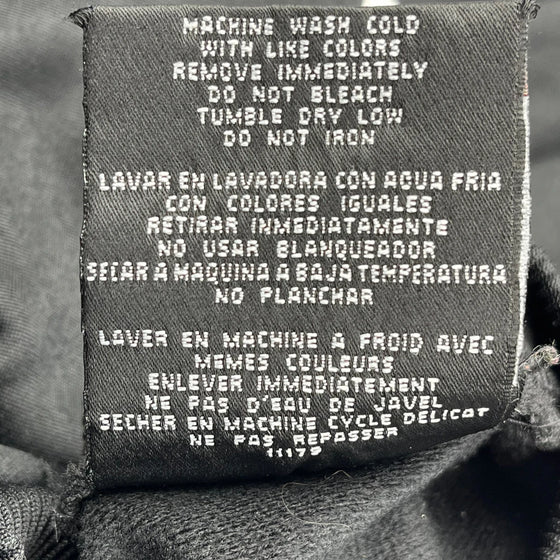 MACHINE WASH COLD
WITH LIKE COLORS
REMOVE IMMEDIATELY
DO NOT BLEACH
TUMBLE DRY LOW
DO NOT IRON
LAVAR EN LAVADORA CON AGUA FRIA
CON COLORES IGUALES
RETIRAR INMEDIATAMENTE
NO USAR BLANQUEADOR
SECAR A MAQUINA A BAJA TEMPERATURA
NO PLANCHAR
LAVER EN MACHINE A FROID AVEC
MEMES COULEURS
ENLEVER IMMEDIATEMENT
NE PAS D'EAU DE JAVEL
SECHER EN MACHINE CYCLE DELICAT
NE PAS REPASSER
11179